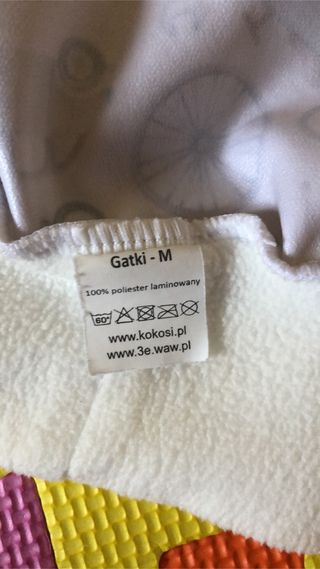 Gatki - M
100% poliester laminowany
60°
www.kokosi.pl
www.3e.waw.pl